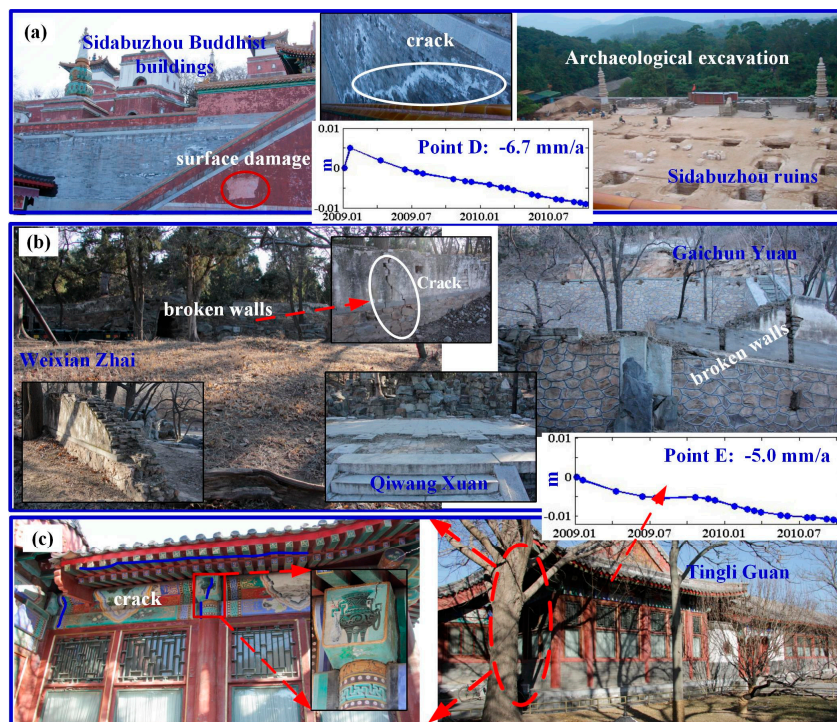 (a)
Sidabuzhou Buddhist
buildings
surface damage
crack
Archaeological excavation
Sidabuzhou ruins
0.01
m
-0.01
Point D: -6.7 mm/a
2009.01 2009.07 2010.01 2010.07
(b)
broken walls
Crack
Weixian Zhai
Qiwang Xuan
Gaichun Yuan
broken walls
0.01
0
m
-0.01
Point E: -5.0 mm/a
2009.01 2009.07 2010.01 2010.07
(c)
crack
Tingli Guan